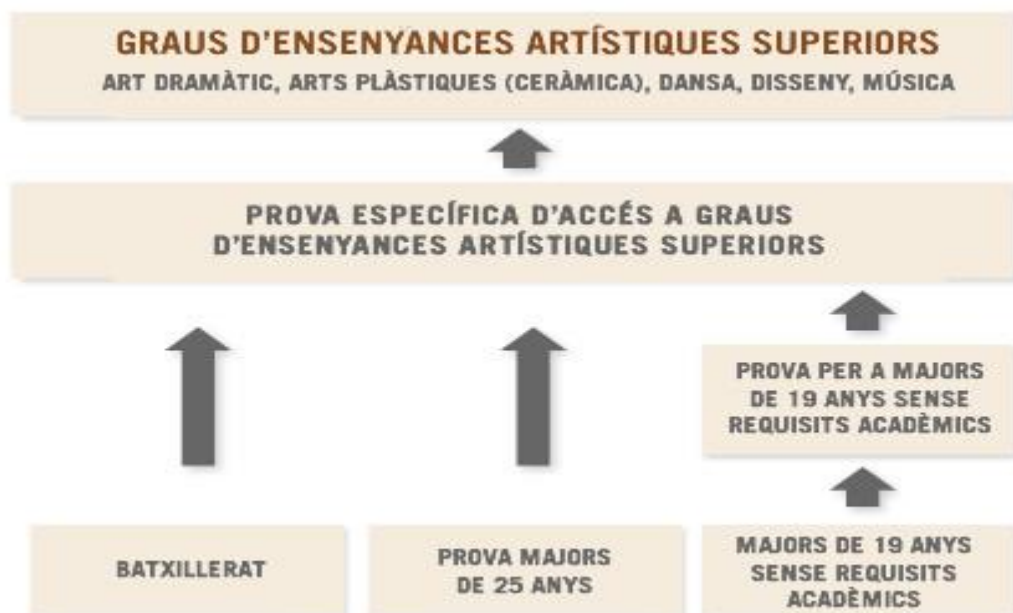 GRAUS D'ENSENYANCES ARTÍSTIQUES SUPERIORS
ART DRAMÀTIC, ARTS PLÀSTIQUES (CERÀMICA), DANSA, DISSENY, MÚSICA
PROVA ESPECÍFICA D'ACCÉS A GRAUS
D'ENSENYANCES ARTÍSTIQUES SUPERIORS
PROVA PER A MAJORS
DE 19 ANYS SENSE
REQUISITS ACADÈMICS
BATXILLERAT
PROVA MAJORS
DE 25 ANYS
MAJORS DE 19 ANYS
SENSE REQUISITS
ACADÈMICS